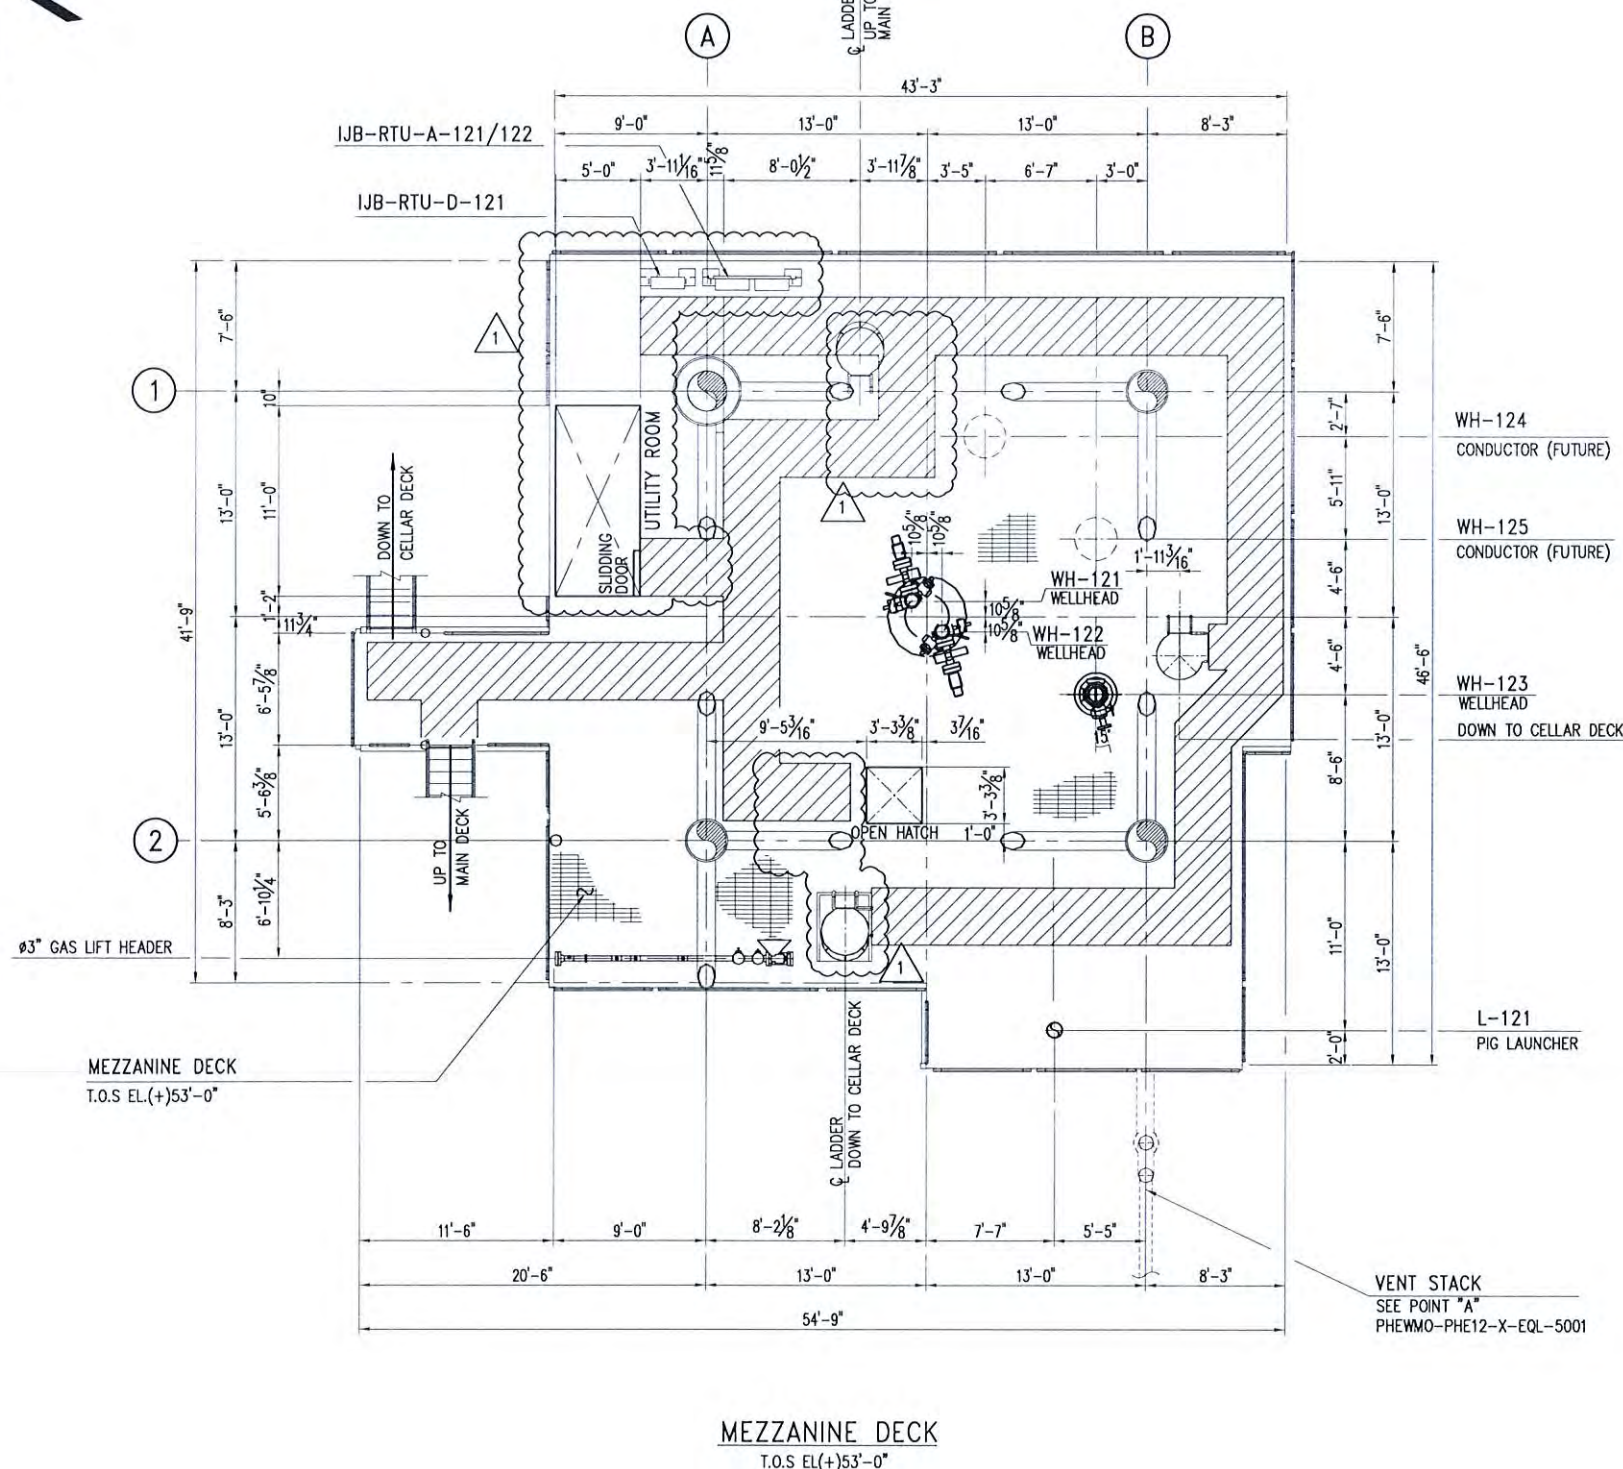 ℄ LADDE
UP TO
MAIN
A
B
43'-3"
9'-0"
13'-0"
13'-0"
8'-3"
IJB-RTU-A-121/122
5'-0"
3'-11 1/16"
11 5/8"
8'-0 1/2"
3'-11 7/8"
3'-5"
6'-7"
3'-0"
IJB-RTU-D-121
7'-6"
7'-6"
1
1
10"
2'-7"
WH-124
CONDUCTOR (FUTURE)
UTILITY ROOM
DOWN TO
CELLAR DECK
13'-0"
11'-0"
5'-11"
13'-0"
1
10 5/8"
10 5/8"
WH-125
CONDUCTOR (FUTURE)
1'-11 3/16"
SLIDDING
DOOR
WH-121
WELLHEAD
4'-6"
1'-2"
11 3/4"
10 5/8"
10 5/8"
WH-122
WELLHEAD
41'-9"
6'-5 7/8"
4'-6"
46'-6"
WH-123
WELLHEAD
13'-0"
9'-5 3/16"
3'-3 3/8"
3 7/16"
15°
13'-0"
DOWN TO CELLAR DECK
5'-6 3/8"
3'-3 3/8"
8'-6"
2
OPEN HATCH
1'-0"
UP TO
MAIN DECK
8'-3"
6'-10 1/4"
11'-0"
13'-0"
ø3" GAS LIFT HEADER
1
L-121
PIG LAUNCHER
2'-0"
MEZZANINE DECK
T.O.S EL.(+)53'-0"
℄ LADDER
DOWN TO CELLAR DECK
11'-6"
9'-0"
8'-2 1/8"
4'-9 7/8"
7'-7"
5'-5"
20'-6"
13'-0"
13'-0"
8'-3"
54'-9"
VENT STACK
SEE POINT "A"
PHEWMO-PHE12-X-EQL-5001
MEZZANINE DECK
T.O.S EL(+)53'-0"